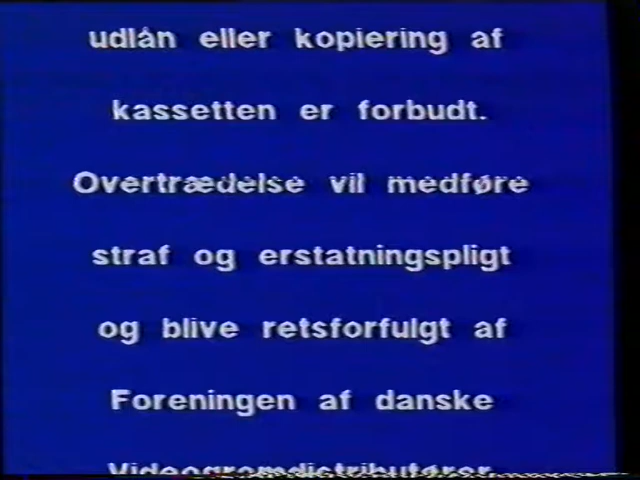 udlån eller kopiering af
kassetten er forbudt.
Overtrædelse vil medføre
straf og erstatningspligt
og blive retsforfulgt af
Foreningen af danske
Videogramdistributører.